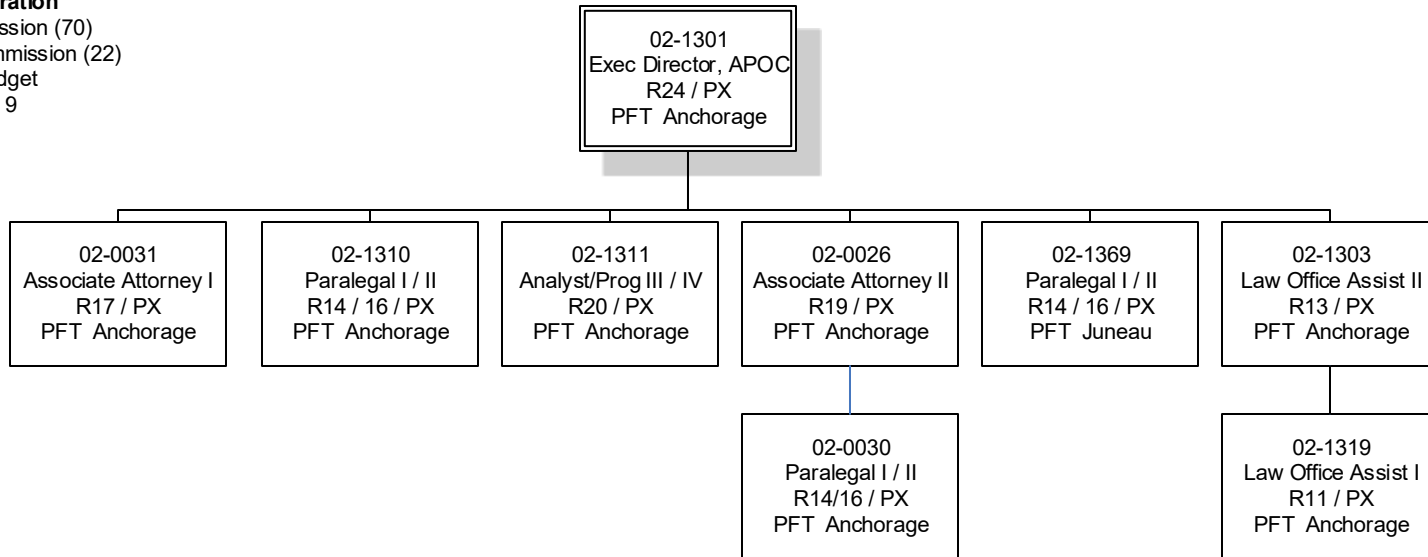 ssion (70)
mmission (22)
dget
9
02-1301
Exec Director, APOC
R24 / PX
PFT Anchorage
02-0031
Associate Attorney I
R17 / PX
PFT Anchorage
02-1310
Paralegal I / II
R14 / 16 / PX
PFT Anchorage
02-1311
Analyst/Prog III / IV
R20 / PX
PFT Anchorage
02-0026
Associate Attorney II
R19 / PX
PFT Anchorage
02-1369
Paralegal I / II
R14 / 16 / PX
PFT Juneau
02-1303
Law Office Assist II
R13 / PX
PFT Anchorage
02-0030
Paralegal I / II
R14/16 / PX
PFT Anchorage
02-1319
Law Office Assist I
R11 / PX
PFT Anchorage